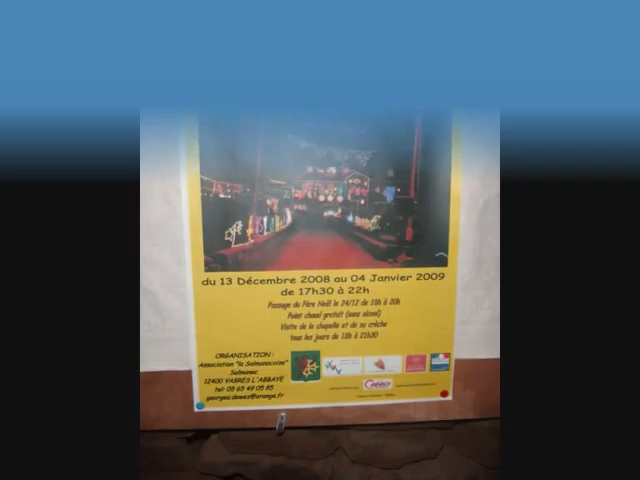 du 13 Décembre 2008 au 04 Janvier 2009
de 17h30 à 22h
Passage du Père Noël le 24/12 de 18h à 20h
Point chaud gratuit (sans alcool)
Visite de la chapelle et de sa crèche
tous les jours de 18h à 21h30
ORGANISATION :
Association "la Salmanacoise"
Salmanac
12400 VABRES L'ABBAYE
tel: 05 65 49 05 85
georges.dewez@orange.fr